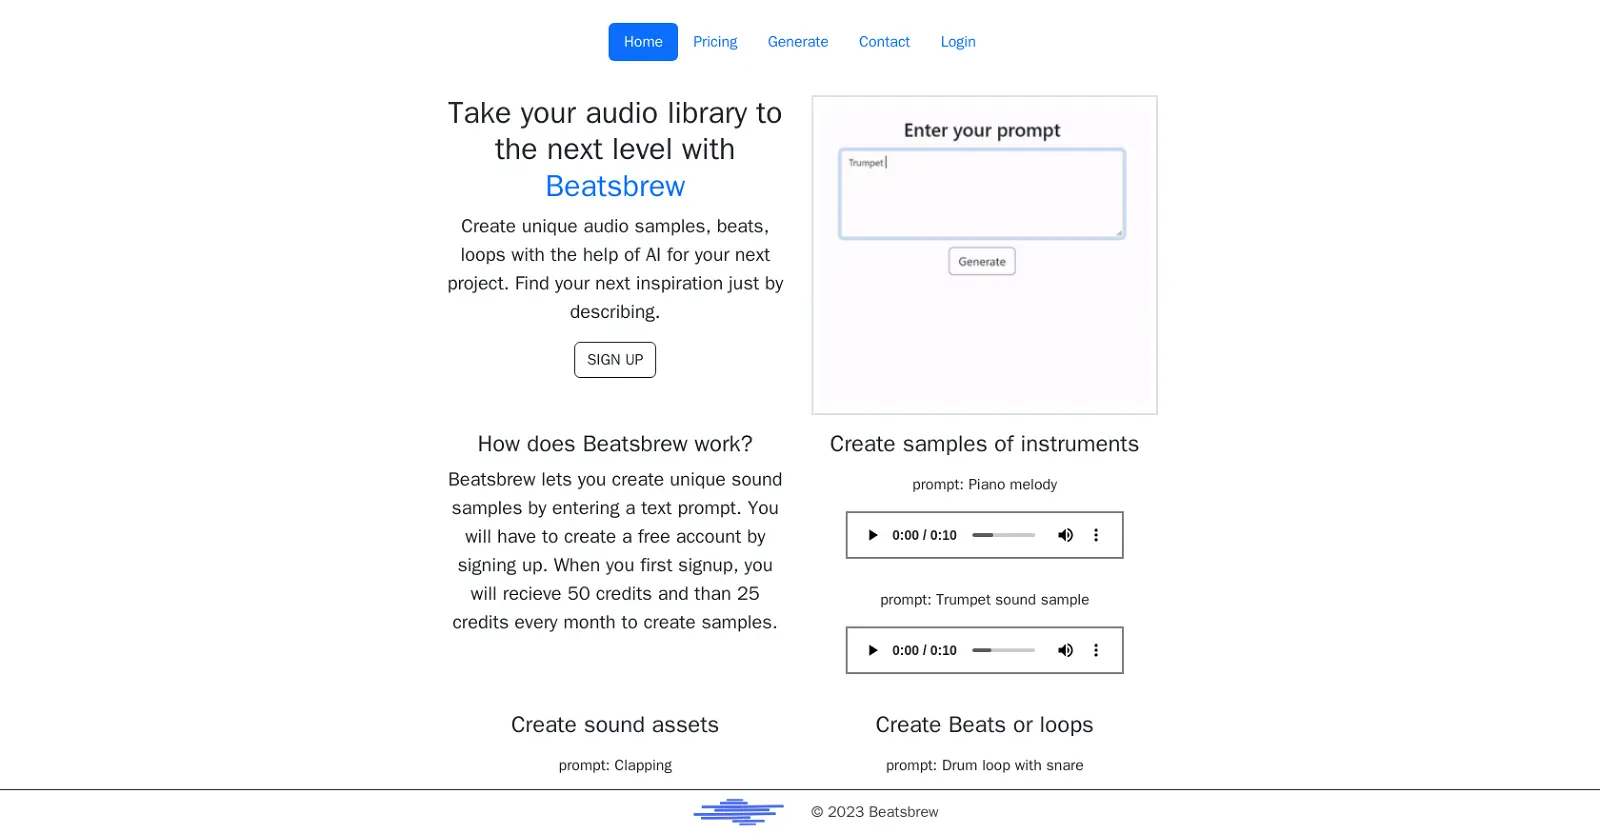 Home Pricing Generate Contact Login
Take your audio library to
the next level with
Beatsbrew
Create unique audio samples, beats,
loops with the help of AI for your next
project. Find your next inspiration just by
describing.
SIGN UP
Enter your prompt
Trumpet
Generate
How does Beatsbrew work?
Beatsbrew lets you create unique sound
samples by entering a text prompt. You
will have to create a free account by
signing up. When you first signup, you
will recieve 50 credits and than 25
credits every month to create samples.
Create samples of instruments
prompt: Piano melody
0:00 / 0:10
prompt: Trumpet sound sample
0:00 / 0:10
Create sound assets
prompt: Clapping
Create Beats or loops
prompt: Drum loop with snare
© 2023 Beatsbrew